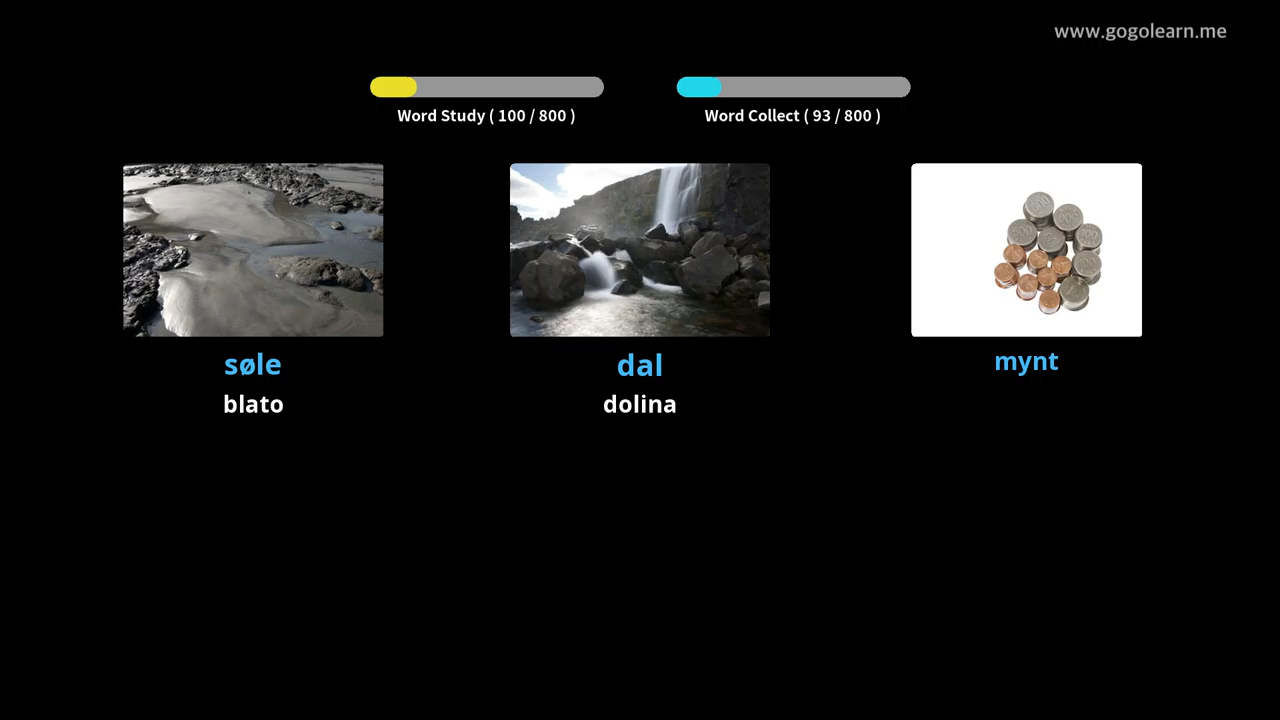 www.gogolearn.me
Word Study ( 100 / 800 )
Word Collect ( 93 / 800 )
søle
dal
mynt
blato
dolina